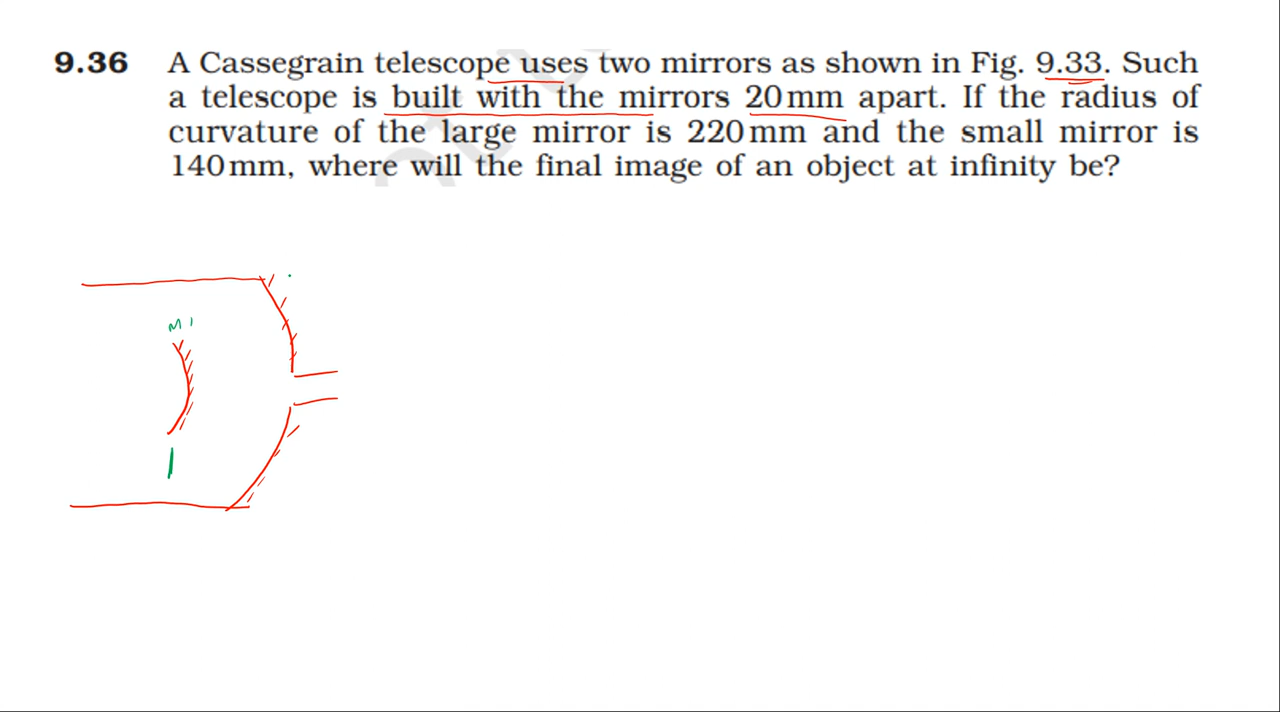 9.36 A Cassegrain telescope uses two mirrors as shown in Fig. 9.33. Such
a telescope is built with the mirrors 20 mm apart. If the radius of
curvature of the large mirror is 220 mm and the small mirror is
140 mm, where will the final image of an object at infinity be?
M'